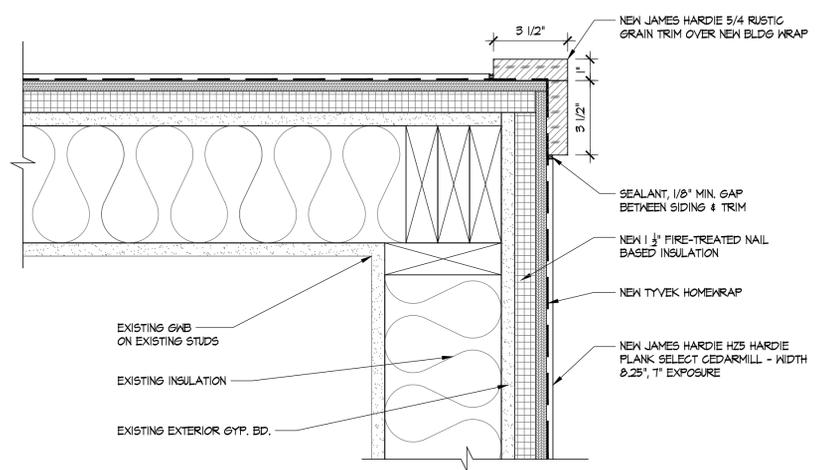 NEW JAMES HARDIE 5/4 RUSTIC
GRAIN TRIM OVER NEW BLDG WRAP
3 1/2"
1"
3 1/2"
SEALANT, 1/8" MIN. GAP
BETWEEN SIDING & TRIM
NEW 1 1/2" FIRE-TREATED NAIL
BASED INSULATION
NEW TYVEK HOMEWRAP
NEW JAMES HARDIE HZ5 HARDIE
PLANK SELECT CEDARMILL - WIDTH
8.25", 7" EXPOSURE
EXISTING GWB
ON EXISTING STUDS
EXISTING INSULATION
EXISTING EXTERIOR GYP. BD.